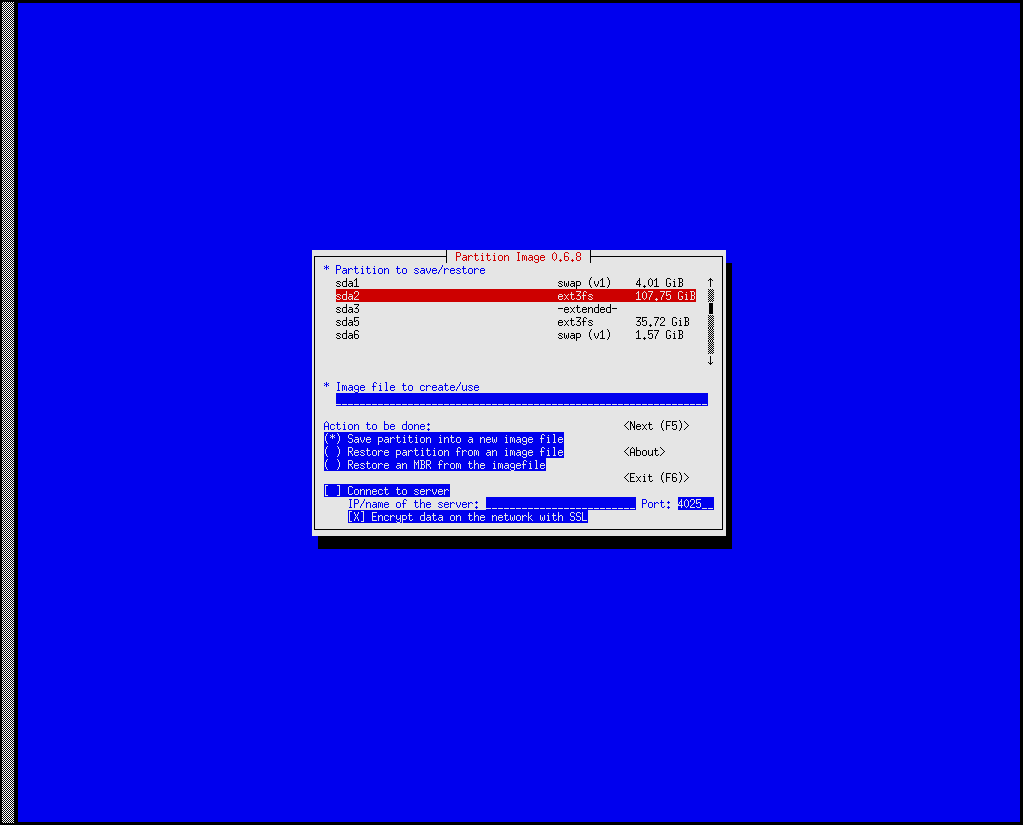 Partition Image 0.6.8
* Partition to save/restore
sda1 swap (v1) 4.01 GiB ↑
sda2 ext3fs 107.75 GiB
sda3 -extended-
sda5 ext3fs 35.72 GiB
sda6 swap (v1) 1.57 GiB
↓
* Image file to create/use
Action to be done: <Next (F5)>
(*) Save partition into a new image file
( ) Restore partition from an image file <About>
( ) Restore an MBR from the imagefile
<Exit (F6)>
[ ] Connect to server
IP/name of the server: _________________________ Port: 4025__
[X] Encrypt data on the network with SSL